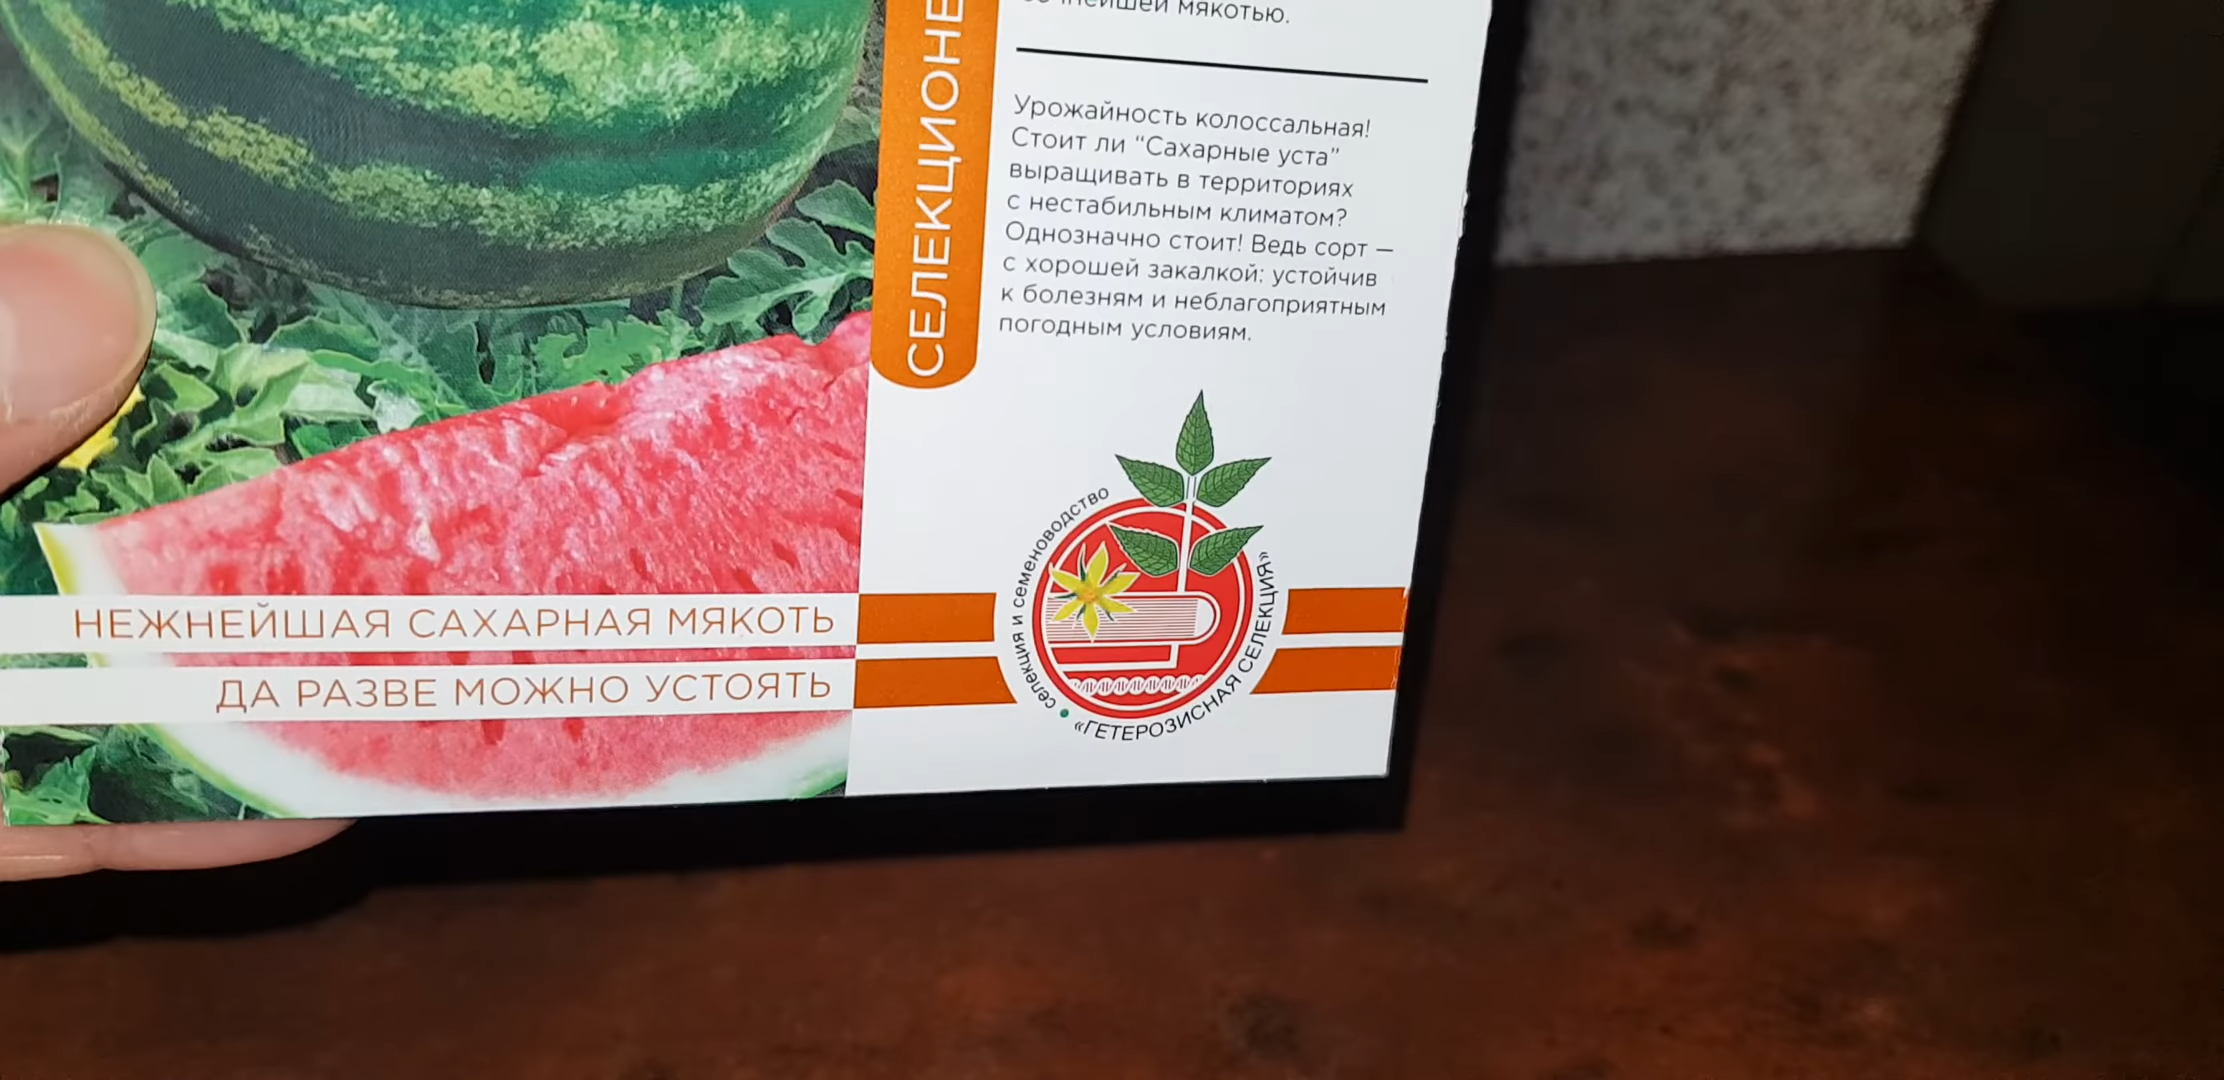 мякотью.
Урожайность колоссальная!
Стоит ли “Сахарные уста”
выращивать в территориях
с нестабильным климатом?
Однозначно стоит! Ведь сорт —
с хорошей закалкой: устойчив
к болезням и неблагоприятным
погодным условиям.
СЕЛЕКЦИОНЕ
селекция и семеноводство
«ГЕТЕРОЗИСНАЯ СЕЛЕКЦИЯ»
НЕЖНЕЙШАЯ САХАРНАЯ МЯКОТЬ
ДА РАЗВЕ МОЖНО УСТОЯТЬ